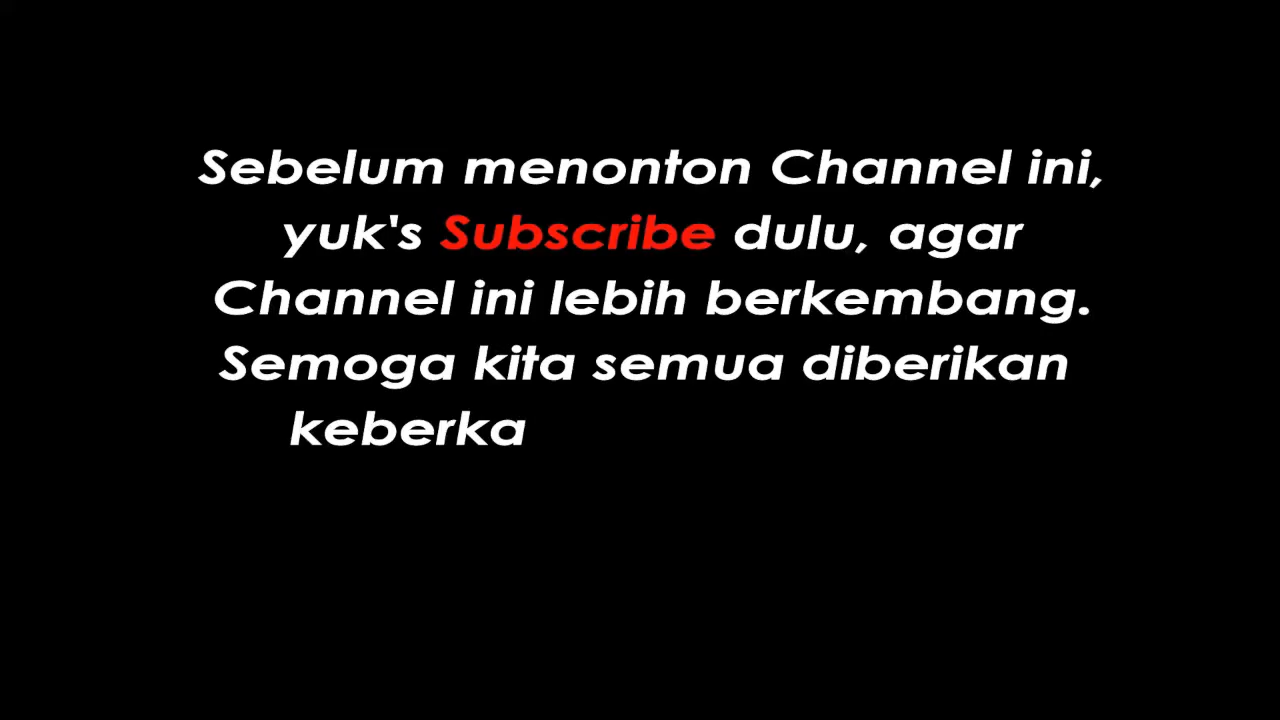 Sebelum menonton Channel ini,
yuk's Subscribe dulu, agar
Channel ini lebih berkembang.
Semoga kita semua diberikan
keberka